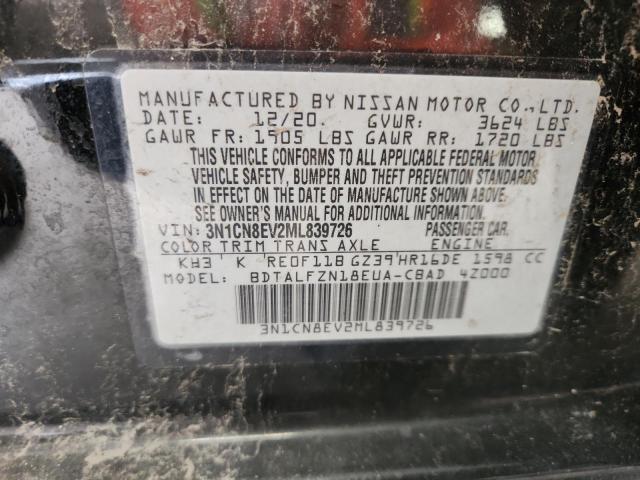 MANUFACTURED BY NISSAN MOTOR CO., LTD.
DATE: 12/20 GVWR: 3624 LBS
GAWR FR: 1905 LBS GAWR RR: 1720 LBS
THIS VEHICLE CONFORMS TO ALL APPLICABLE FEDERAL MOTOR
VEHICLE SAFETY, BUMPER AND THEFT PREVENTION STANDARDS
IN EFFECT ON THE DATE OF MANUFACTURE SHOWN ABOVE.
SEE OWNER'S MANUAL FOR ADDITIONAL INFORMATION.
VIN: 3N1CN8EV2ML839726 PASSENGER CAR.
COLOR TRIM TRANS AXLE ENGINE
KH3 K RE0F11B GZ39 HR16DE 1598 CC
MODEL: BDTALFZN18EUA-CBAD 4Z000
3N1CN8EV2ML839726